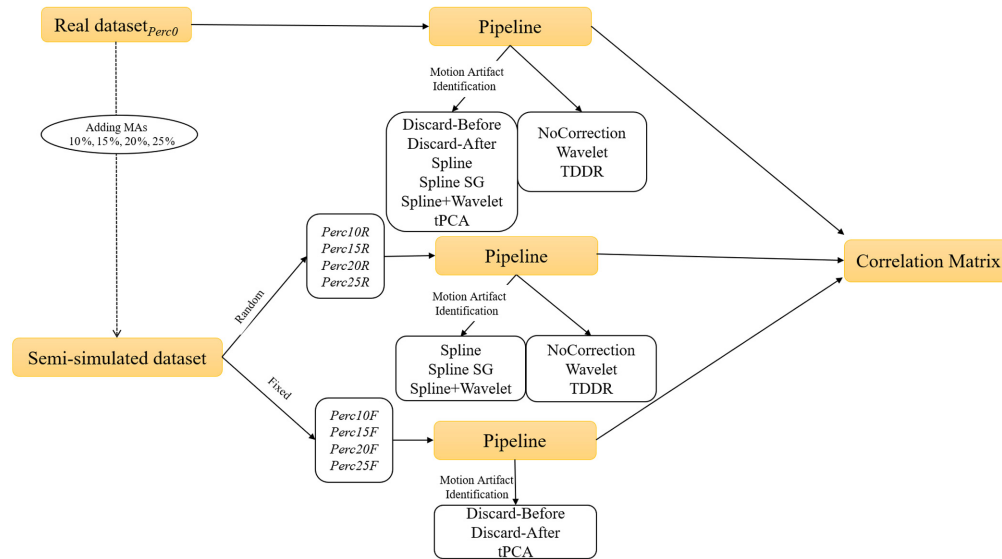 Real dataset Perc0
Pipeline
Motion Artifact
Identification
Adding MAs
10%, 15%, 20%, 25%
Discard-Before
Discard-After
Spline
Spline SG
Spline+Wavelet
tPCA
NoCorrection
Wavelet
TDDR
Perc10R
Perc15R
Perc20R
Perc25R
Pipeline
Correlation Matrix
Random
Motion Artifact
Identification
Semi-simulated dataset
Spline
Spline SG
Spline+Wavelet
NoCorrection
Wavelet
TDDR
Fixed
Perc10F
Perc15F
Perc20F
Perc25F
Pipeline
Motion Artifact
Identification
Discard-Before
Discard-After
tPCA